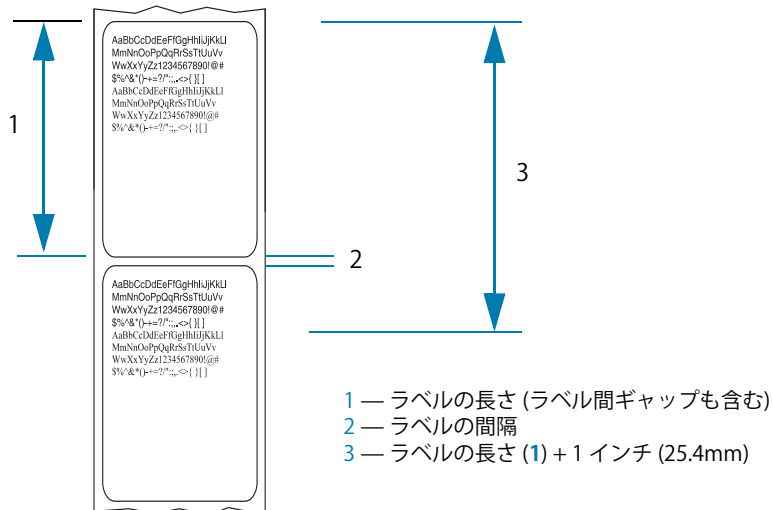 AaBbCcDdEeFfGgHhIiJjKkLl
MmNnOoPpQqRrSsTtUuVv
WwXxYyZz1234567890!@#
$%^&*()-+=?/":;,.<>{ }[ ]
AaBbCcDdEeFfGgHhIiJjKkLl
MmNnOoPpQqRrSsTtUuVv
WwXxYyZz1234567890!@#
$%^&*()-+=?/":;,.<>{ }[ ]
1
3
2
AaBbCcDdEeFfGgHhIiJjKkLl
MmNnOoPpQqRrSsTtUuVv
WwXxYyZz1234567890!@#
$%^&*()-+=?/":;,.<>{ }[ ]
AaBbCcDdEeFfGgHhIiJjKkLl
MmNnOoPpQqRrSsTtUuVv
WwXxYyZz1234567890!@#
$%^&*()-+=?/":;,.<>{ }[ ]
1 — ラベルの長さ (ラベル間ギャップも含む)
2 — ラベルの間隔
3 — ラベルの長さ (1) + 1 インチ (25.4mm)